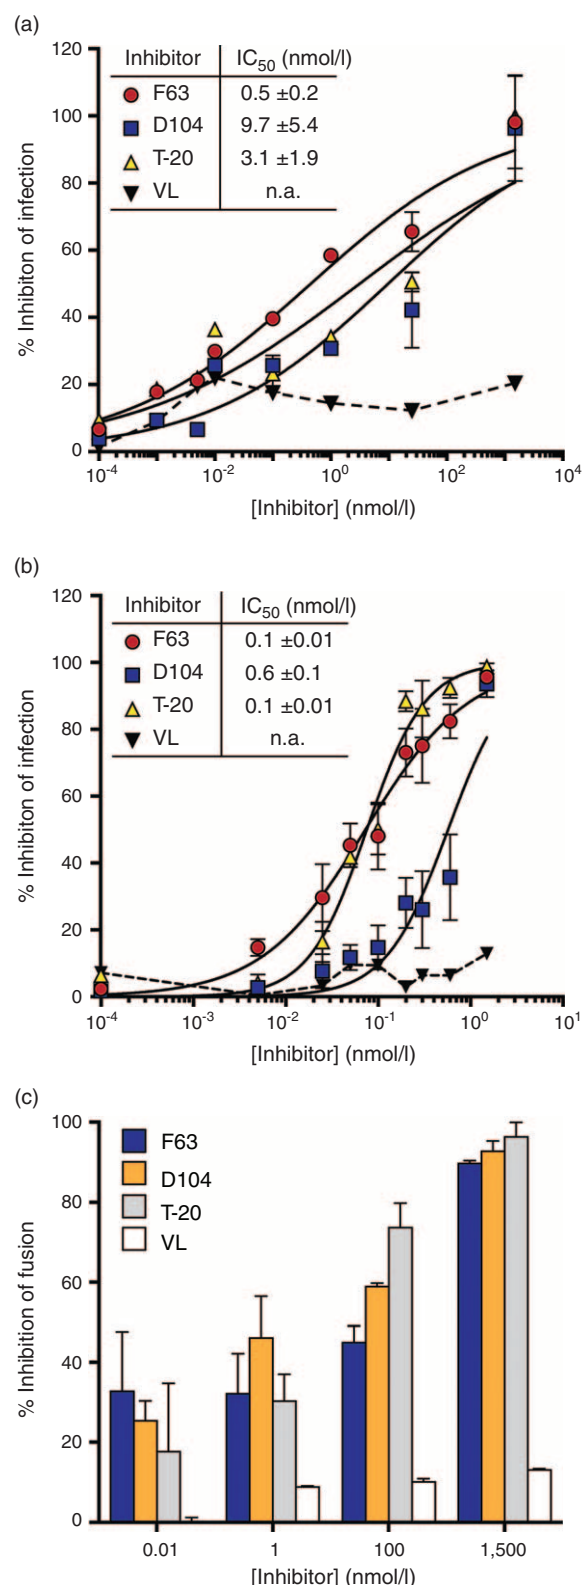 (a)
120
100
80
60
40
20
0
% Inhibiton of infection
Inhibitor IC50 (nmol/l)
F63 0.5 ±0.2
D104 9.7 ±5.4
T-20 3.1 ±1.9
VL n.a.
10⁻⁴ 10⁻² 10⁰ 10² 10⁴
[Inhibitor] (nmol/l)
(b)
120
100
80
60
40
20
0
% Inhibiton of infection
Inhibitor IC50 (nmol/l)
F63 0.1 ±0.01
D104 0.6 ±0.1
T-20 0.1 ±0.01
VL n.a.
10⁻⁴ 10⁻³ 10⁻² 10⁻¹ 10⁰ 10¹
[Inhibitor] (nmol/l)
(c)
100
80
60
40
20
0
% Inhibition of fusion
F63
D104
T-20
VL
0.01 1 100 1,500
[Inhibitor] (nmol/l)